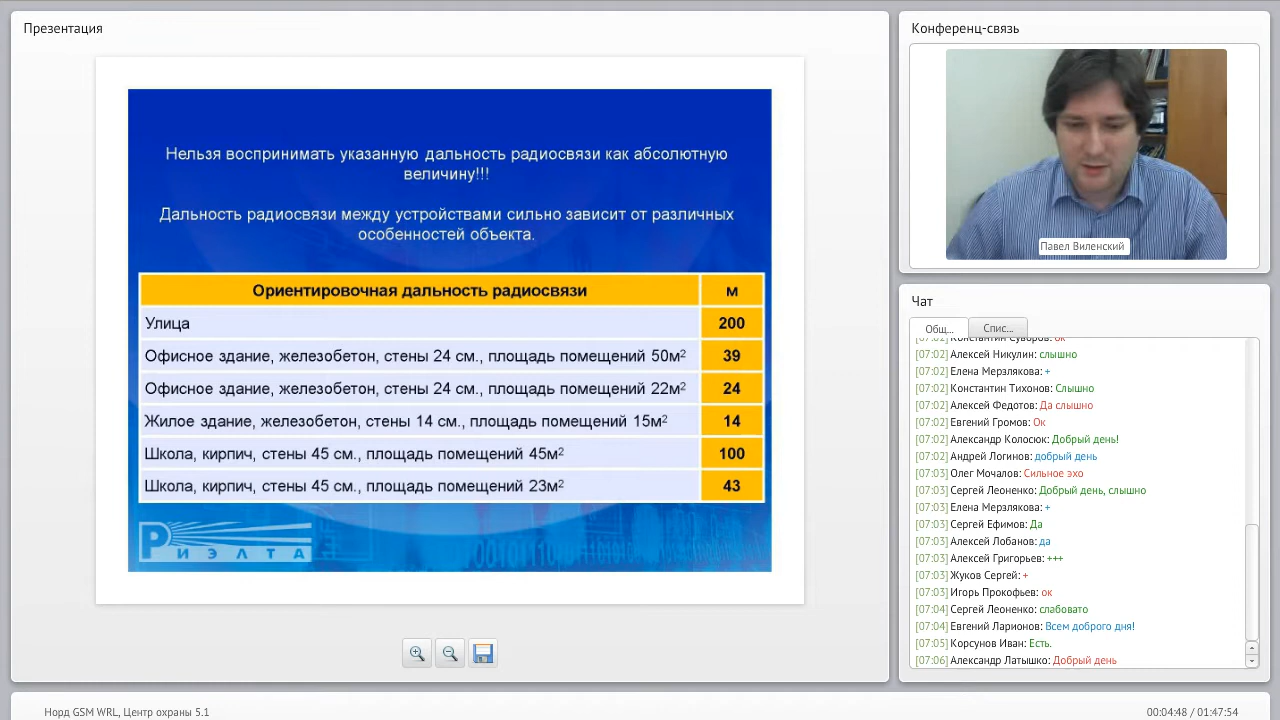 Презентация
Нельзя воспринимать указанную дальность радиосвязи как абсолютную
величину!!!
Дальность радиосвязи между устройствами сильно зависит от различных
особенностей объекта.
Ориентировочная дальность радиосвязи м
Улица 200
Офисное здание, железобетон, стены 24 см., площадь помещений 50м² 39
Офисное здание, железобетон, стены 24 см., площадь помещений 22м² 24
Жилое здание, железобетон, стены 14 см., площадь помещений 15м² 14
Школа, кирпич, стены 45 см., площадь помещений 45м² 100
Школа, кирпич, стены 45 см., площадь помещений 23м² 43
РИЭЛТА
Конференц-связь
Павел Виленский
Чат
Общ... Спис...
[07:02] Константин Суворов: ок
[07:02] Алексей Никулин: слышно
[07:02] Елена Мерзлякова: +
[07:02] Константин Тихонов: Слышно
[07:02] Алексей Федотов: Да слышно
[07:02] Евгений Громов: Ок
[07:02] Александр Колосюк: Добрый день!
[07:02] Андрей Логинов: добрый день
[07:03] Олег Мочалов: Сильное эхо
[07:03] Сергей Леоненко: Добрый день, слышно
[07:03] Елена Мерзлякова: +
[07:03] Сергей Ефимов: Да
[07:03] Алексей Лобанов: да
[07:03] Алексей Григорьев: +++
[07:03] Жуков Сергей: +
[07:03] Игорь Прокофьев: ок
[07:04] Сергей Леоненко: слабовато
[07:04] Евгений Ларионов: Всем доброго дня!
[07:05] Корсунов Иван: Есть.
[07:06] Александр Латышко: Добрый день
Норд GSM WRL, Центр охраны 5.1
00:04:48 / 01:47:54